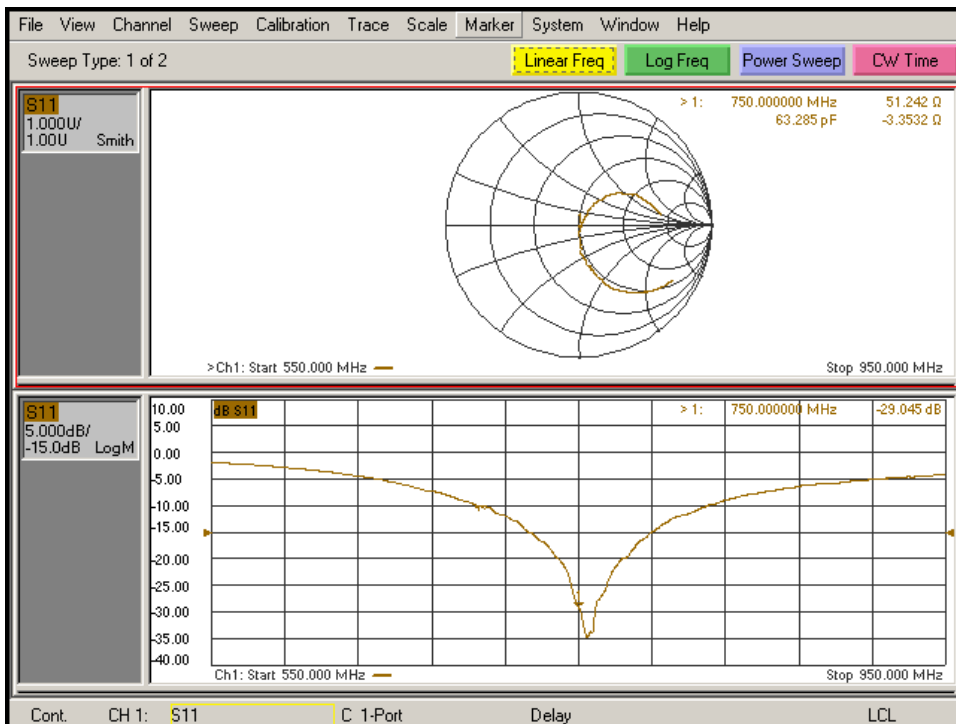 File View Channel Sweep Calibration Trace Scale Marker System Window Help
Sweep Type: 1 of 2 Linear Freq Log Freq Power Sweep CW Time
S11
1.000U/
1.00U Smith
> 1: 750.000000 MHz 51.242 Ω
63.285 pF -3.3532 Ω
>Ch1: Start 550.000 MHz Stop 950.000 MHz
S11
5.000dB/
-15.0dB LogM
10.00 dB S11 > 1: 750.000000 MHz -29.045 dB
5.00
0.00
-5.00
-10.00
-15.00
-20.00
-25.00
-30.00
-35.00
-40.00
Ch1: Start 550.000 MHz Stop 950.000 MHz
Cont. CH 1: S11 C 1-Port Delay LCL